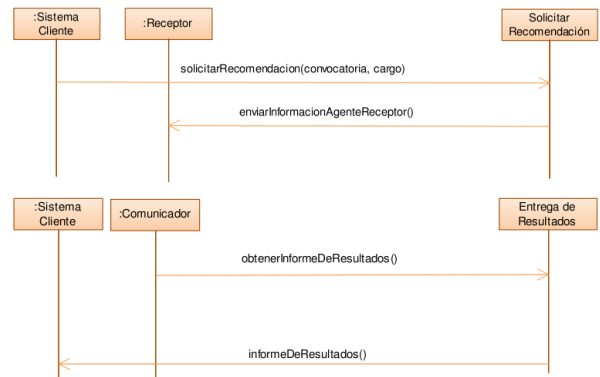 :Sistema
Cliente
:Receptor
Solicitar
Recomendación
solicitarRecomendacion(convocatoria, cargo)
enviarInformacionAgenteReceptor()
:Sistema
Cliente
:Comunicador
Entrega de
Resultados
obtenerInformeDeResultados()
informeDeResultados()